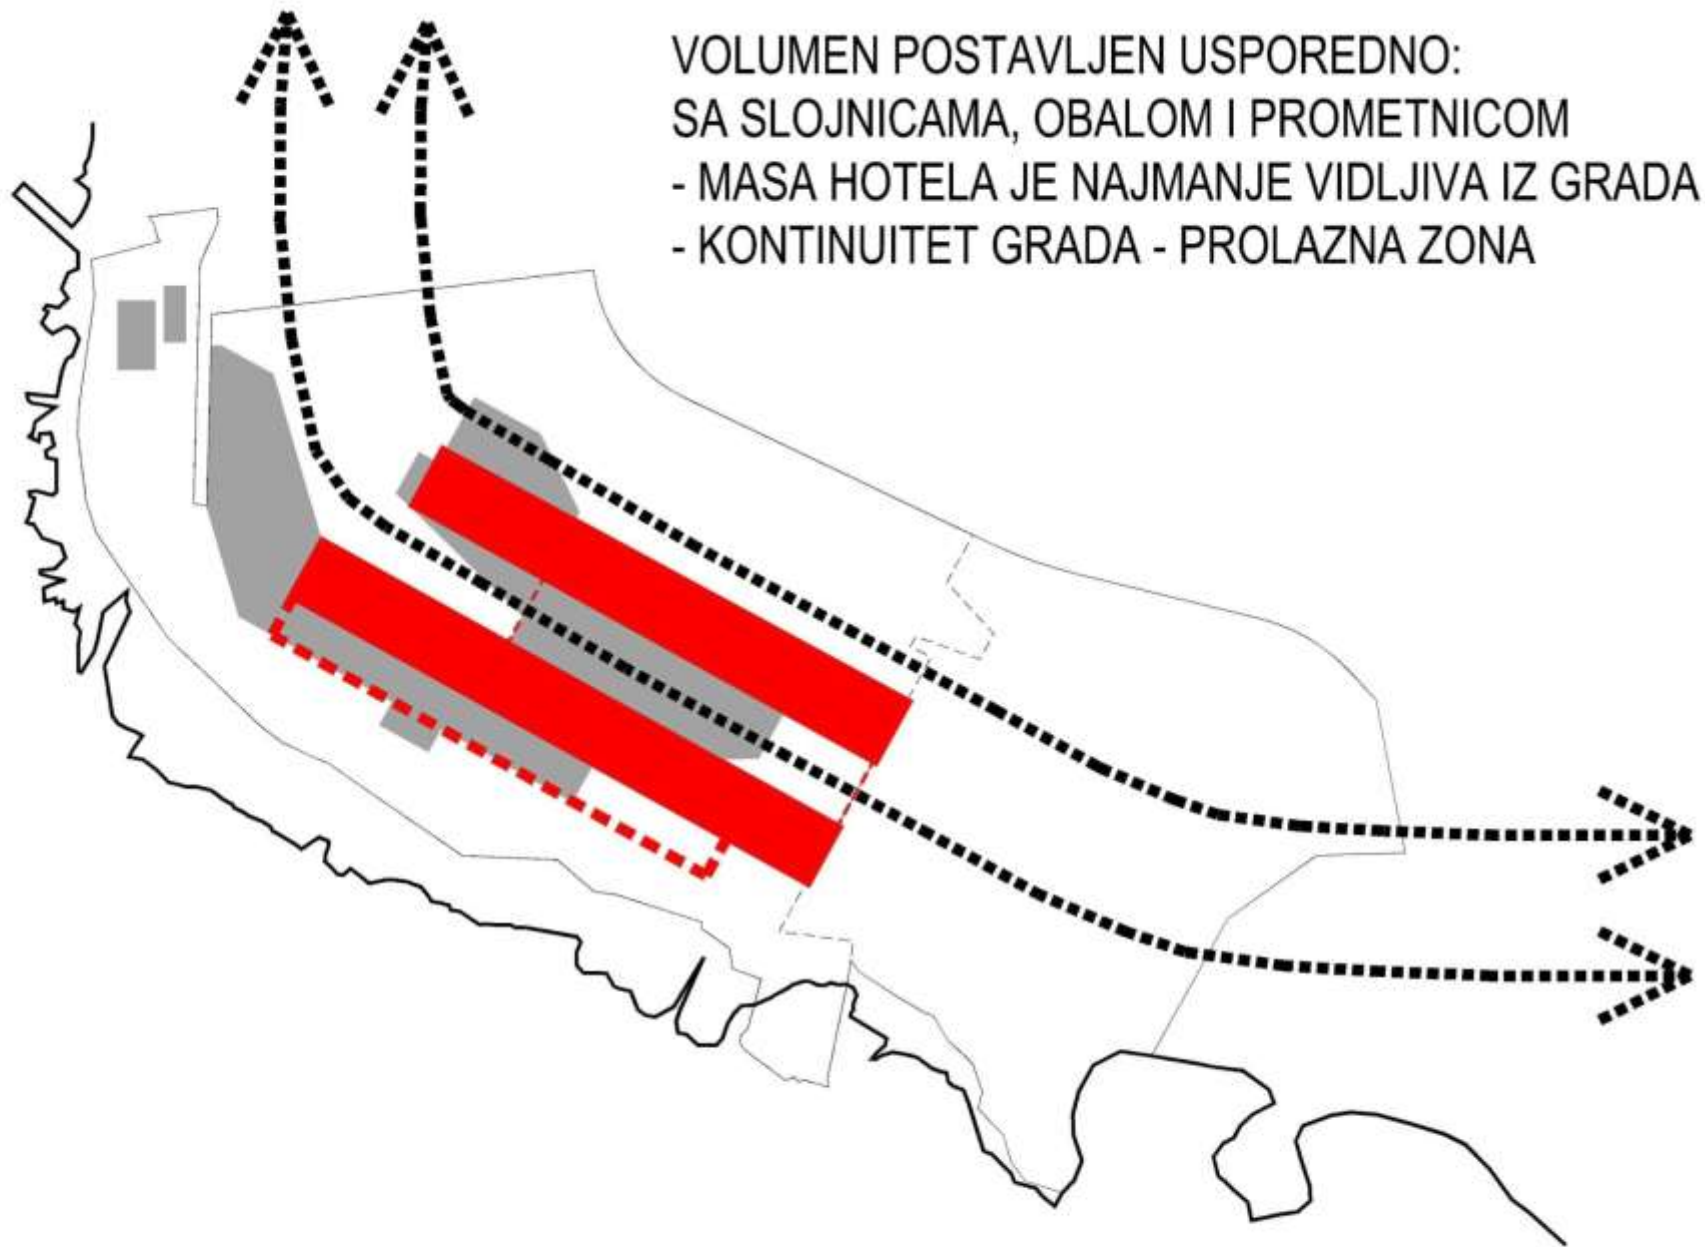 VOLUMEN POSTAVLJEN USPOREDNO:
SA SLOJNICAMA, OBALOM I PROMETNICOM
- MASA HOTELA JE NAJMANJE VIDLJIVA IZ GRADA
- KONTINUITET GRADA - PROLAZNA ZONA